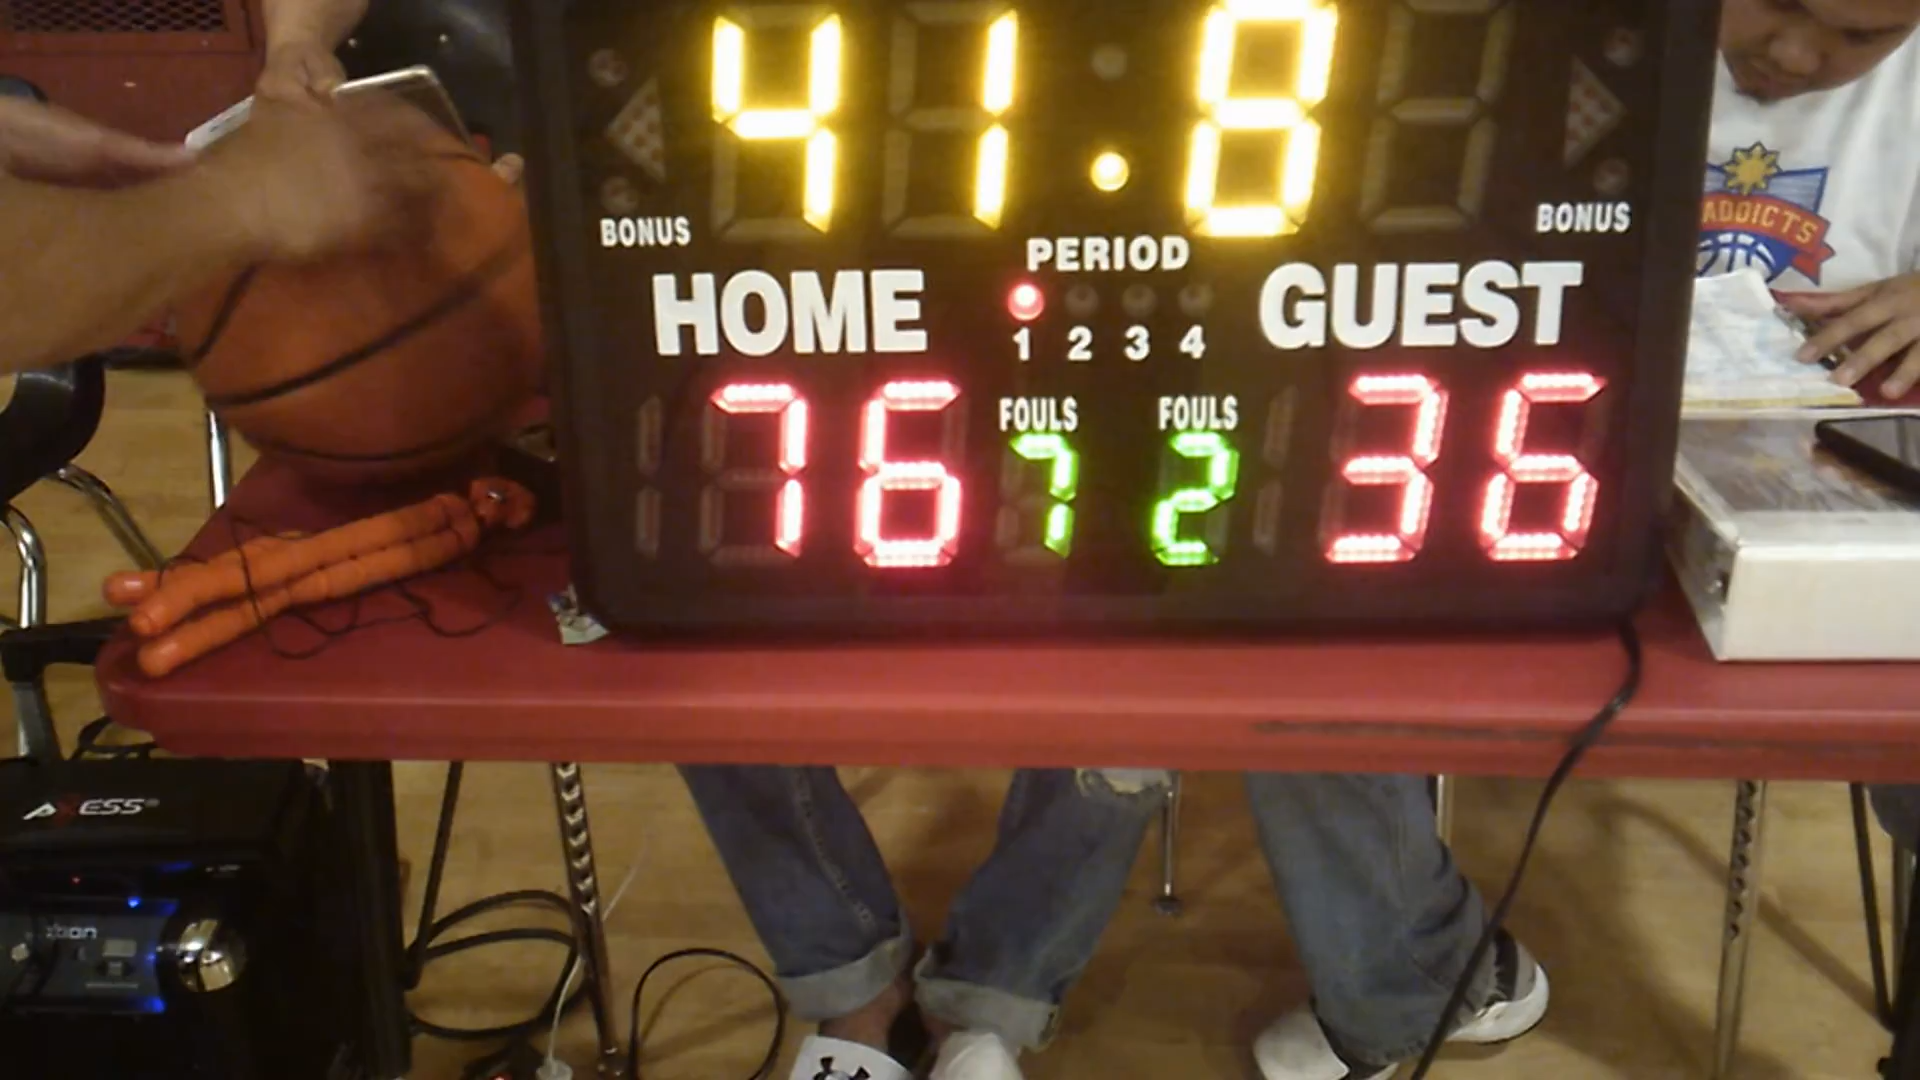 41.8
BONUS
BONUS
PERIOD
HOME
GUEST
1 2 3 4
FOULS
FOULS
76
7
2
36
ADDICTS
AXESS